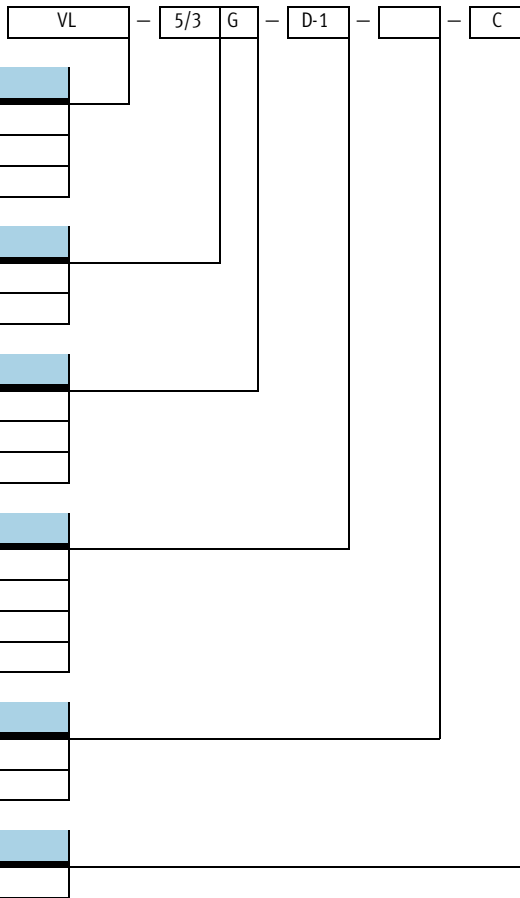 VL – 5/3 G – D-1 – – C